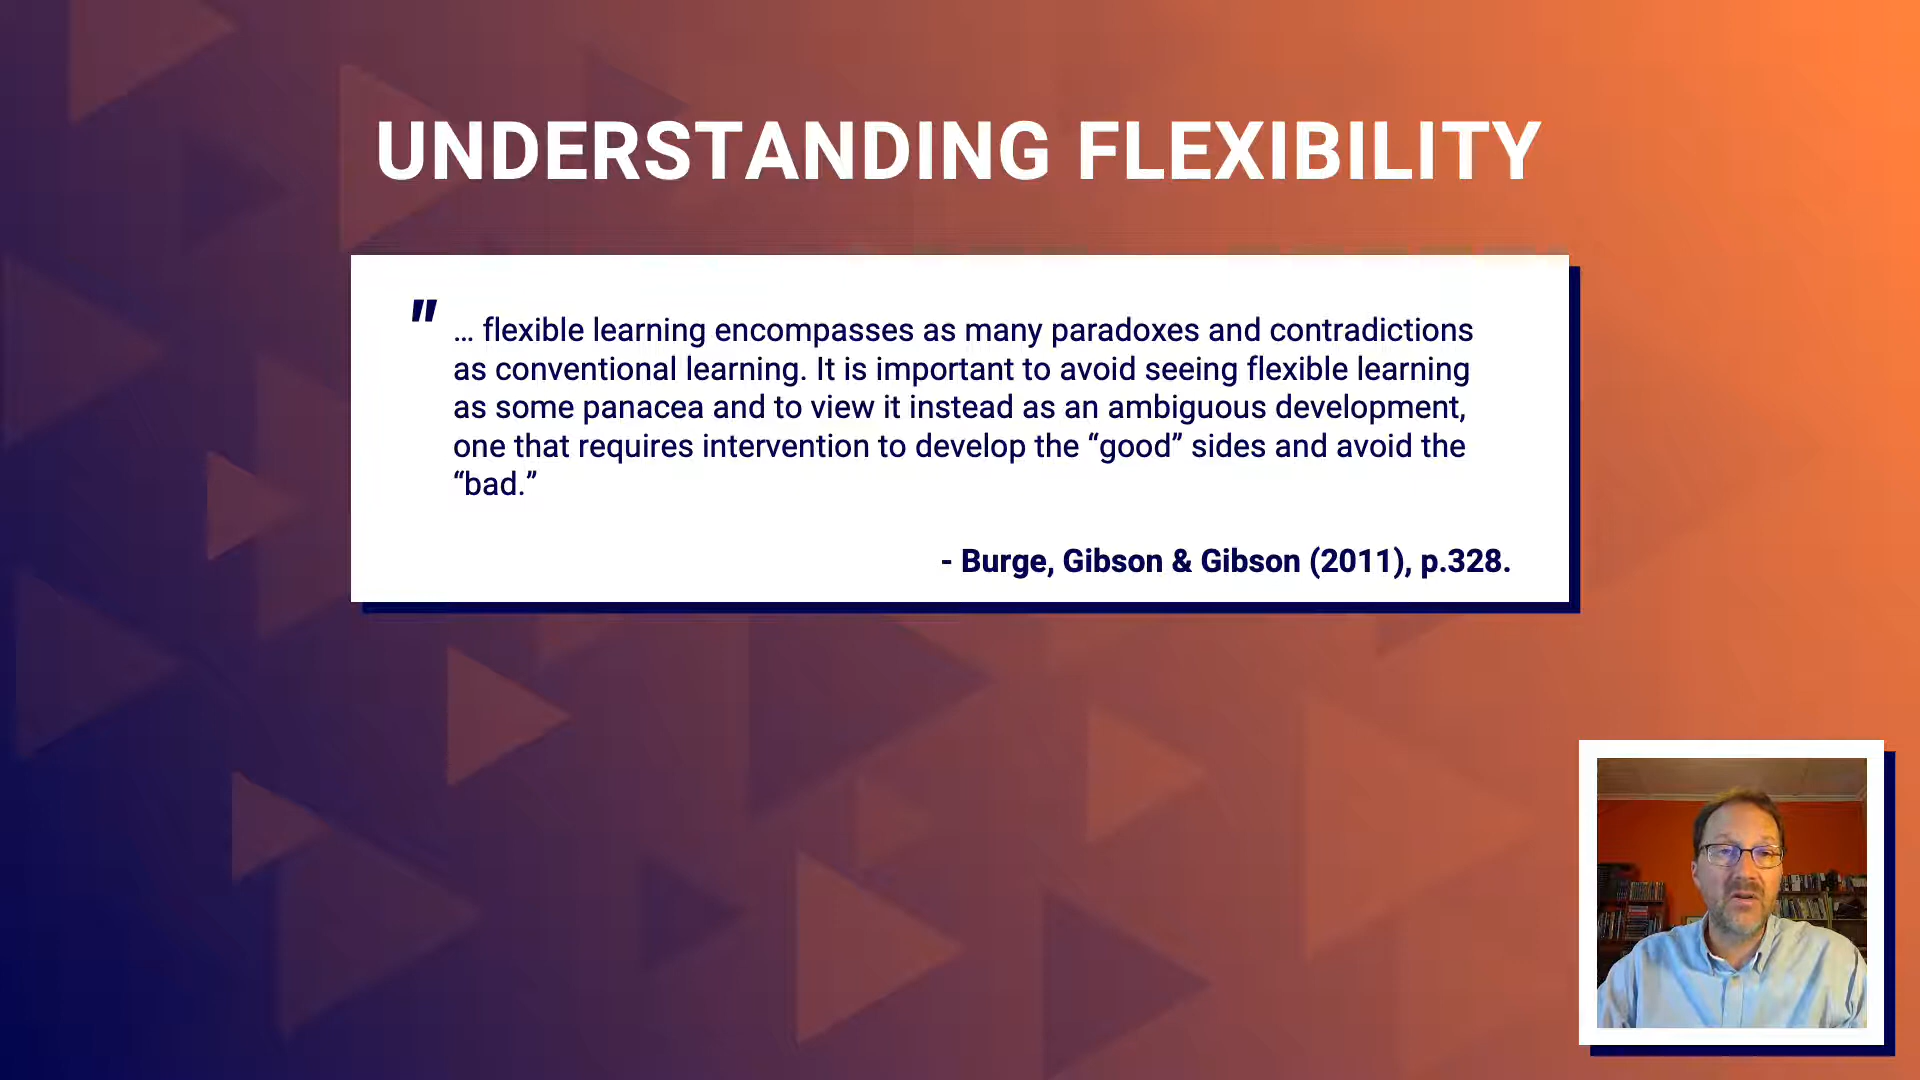 UNDERSTANDING FLEXIBILITY
"
… flexible learning encompasses as many paradoxes and contradictions
as conventional learning. It is important to avoid seeing flexible learning
as some panacea and to view it instead as an ambiguous development,
one that requires intervention to develop the “good” sides and avoid the
“bad.”
- Burge, Gibson & Gibson (2011), p.328.